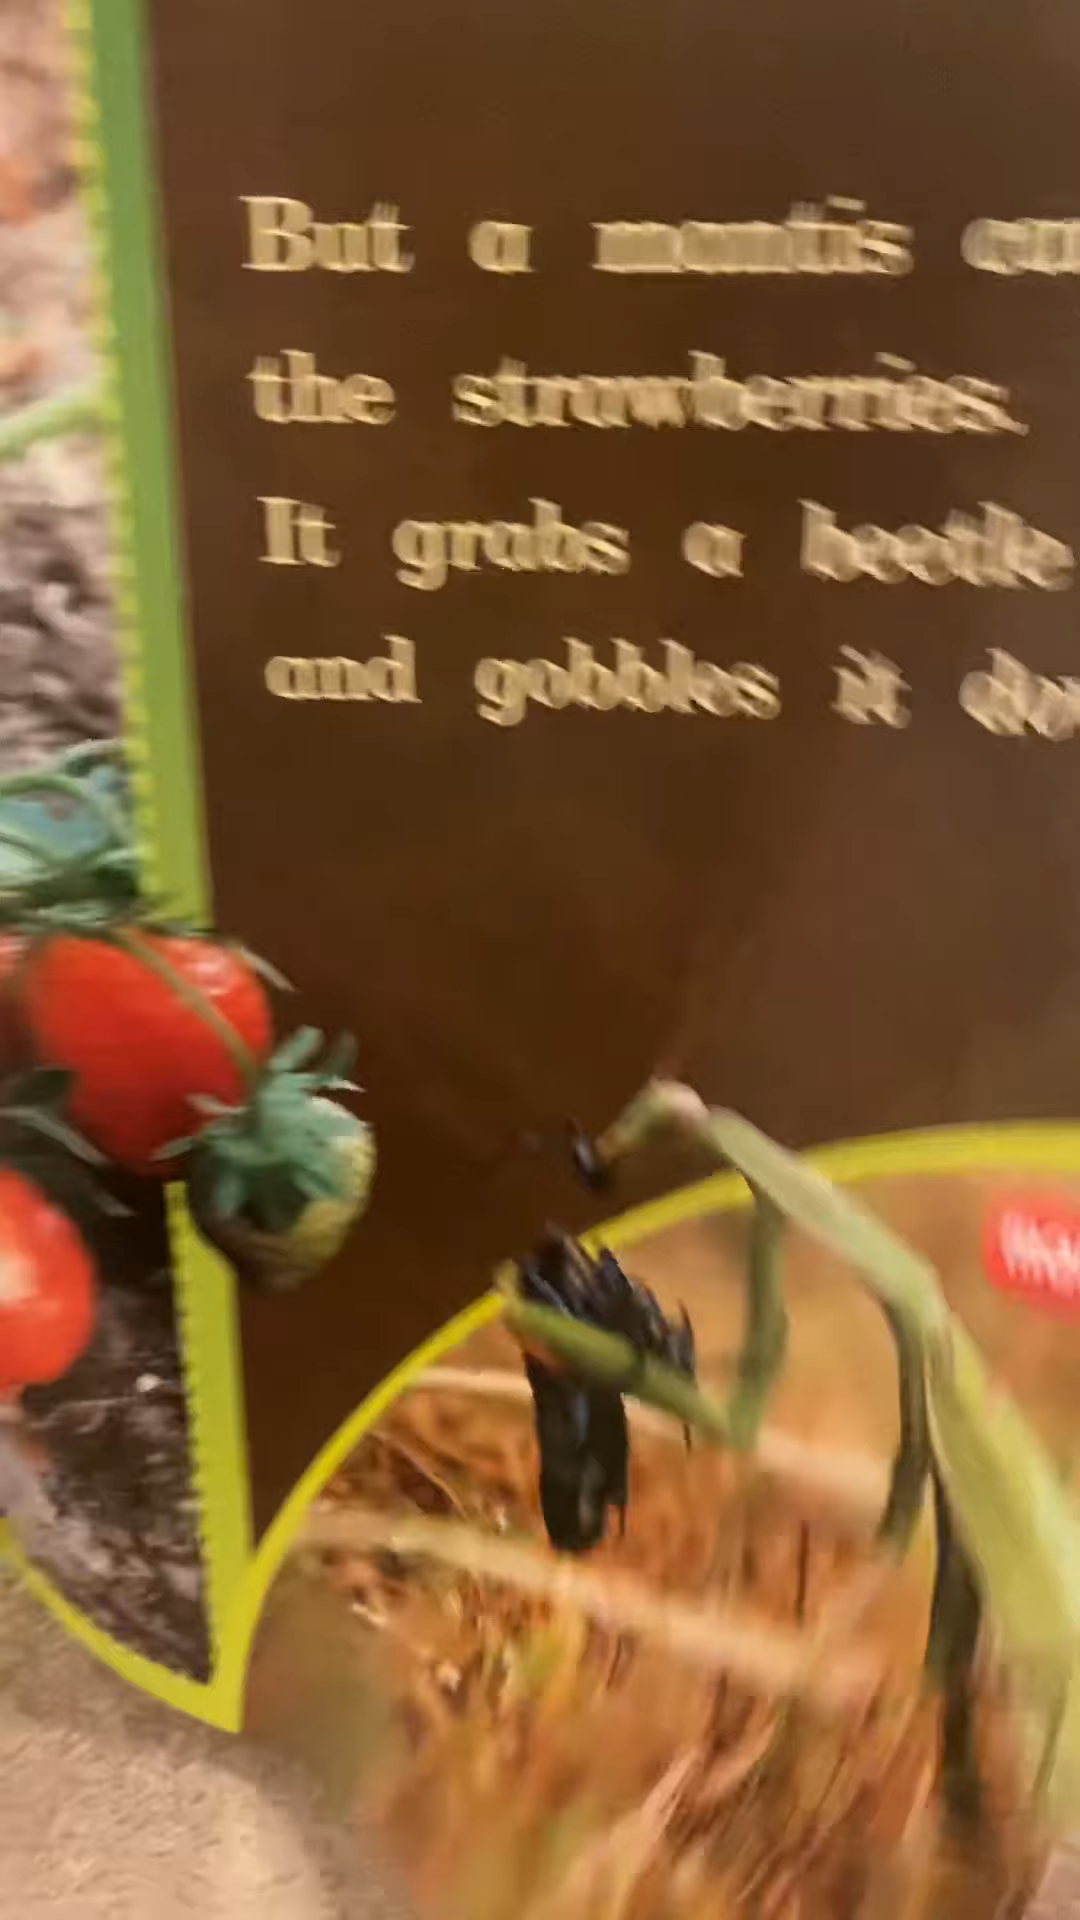 But a mantis
the strawberries.
It grabs a beetle
and gobbles it